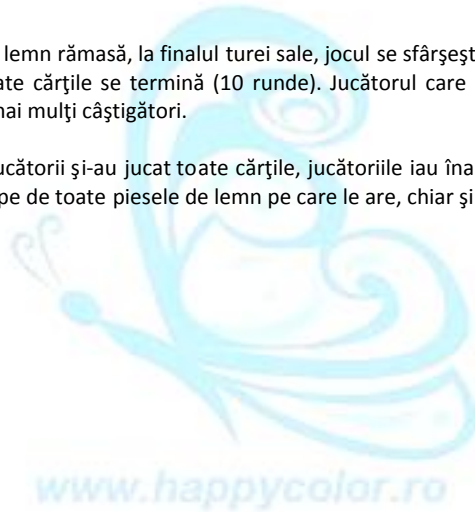 lemn rămasă, la finalul turei sale, jocul se sfârşeşt
ate cărţile se termină (10 runde). Jucătorul care
nai mulţi câştigători.
ucătorii şi-au jucat toate cărţile, jucătoriile iau îna
pe de toate piesele de lemn pe care le are, chiar şi
www.happycolor.ro